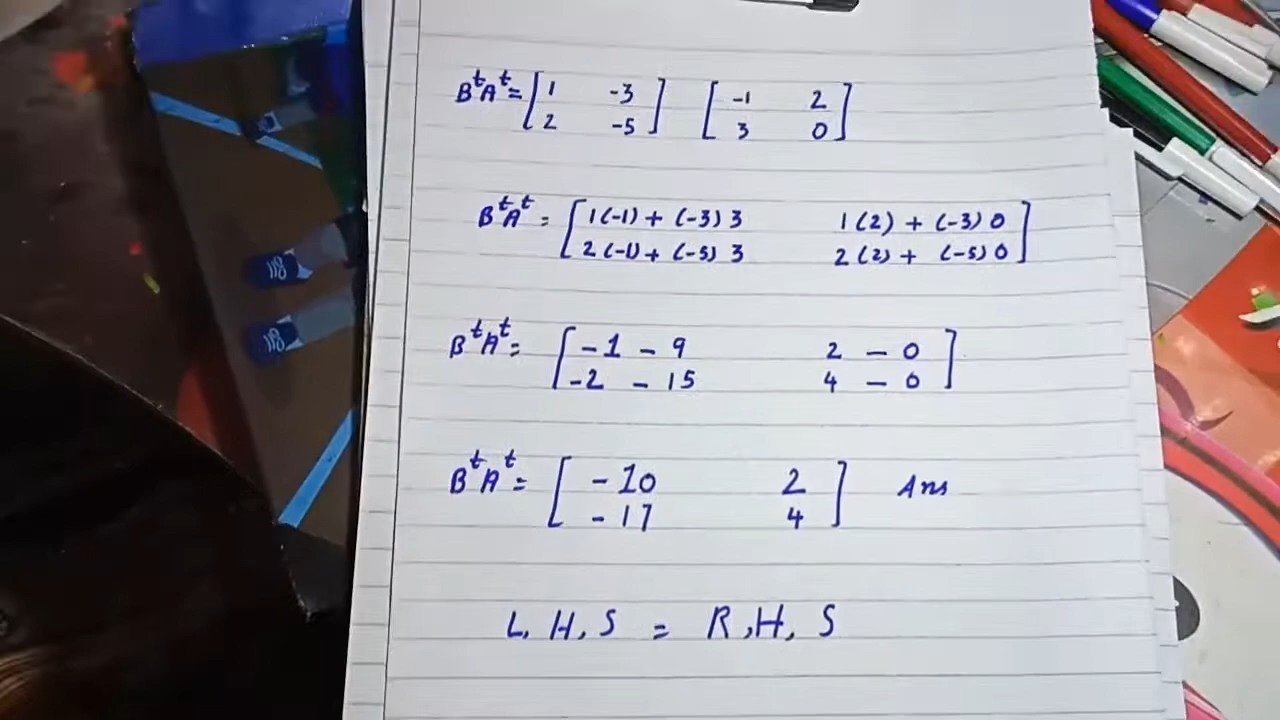 BᵗAᵗ = [ 1 -3 ] [ -1 2 ]
[ 2 -5 ] [ 3 0 ]
BᵗAᵗ = [ 1(-1) + (-3) 3 1(2) + (-3) 0 ]
[ 2(-1) + (-5) 3 2(2) + (-5) 0 ]
BᵗAᵗ = [ -1 - 9 2 - 0 ]
[ -2 - 15 4 - 0 ]
BᵗAᵗ = [ -10 2 ] Ans
[ -17 4 ]
L, H, S = R, H, S